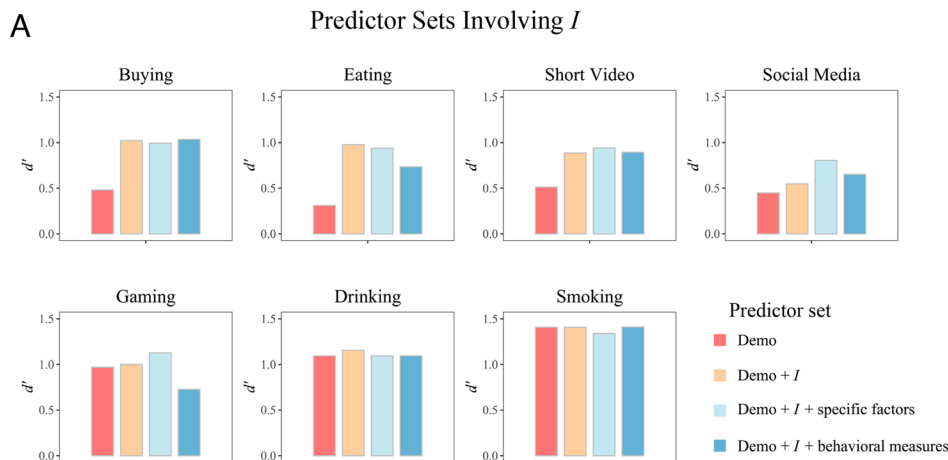 A
Predictor Sets Involving I
Buying
Eating
Short Video
Social Media
1.5
1.0
0.5
0.0
d'
1.5
1.0
0.5
0.0
d'
1.5
1.0
0.5
0.0
d'
1.5
1.0
0.5
0.0
d'
Gaming
Drinking
Smoking
1.5
1.0
0.5
0.0
d'
1.5
1.0
0.5
0.0
d'
1.5
1.0
0.5
0.0
d'
Predictor set
Demo
Demo + I
Demo + I + specific factors
Demo + I + behavioral measures